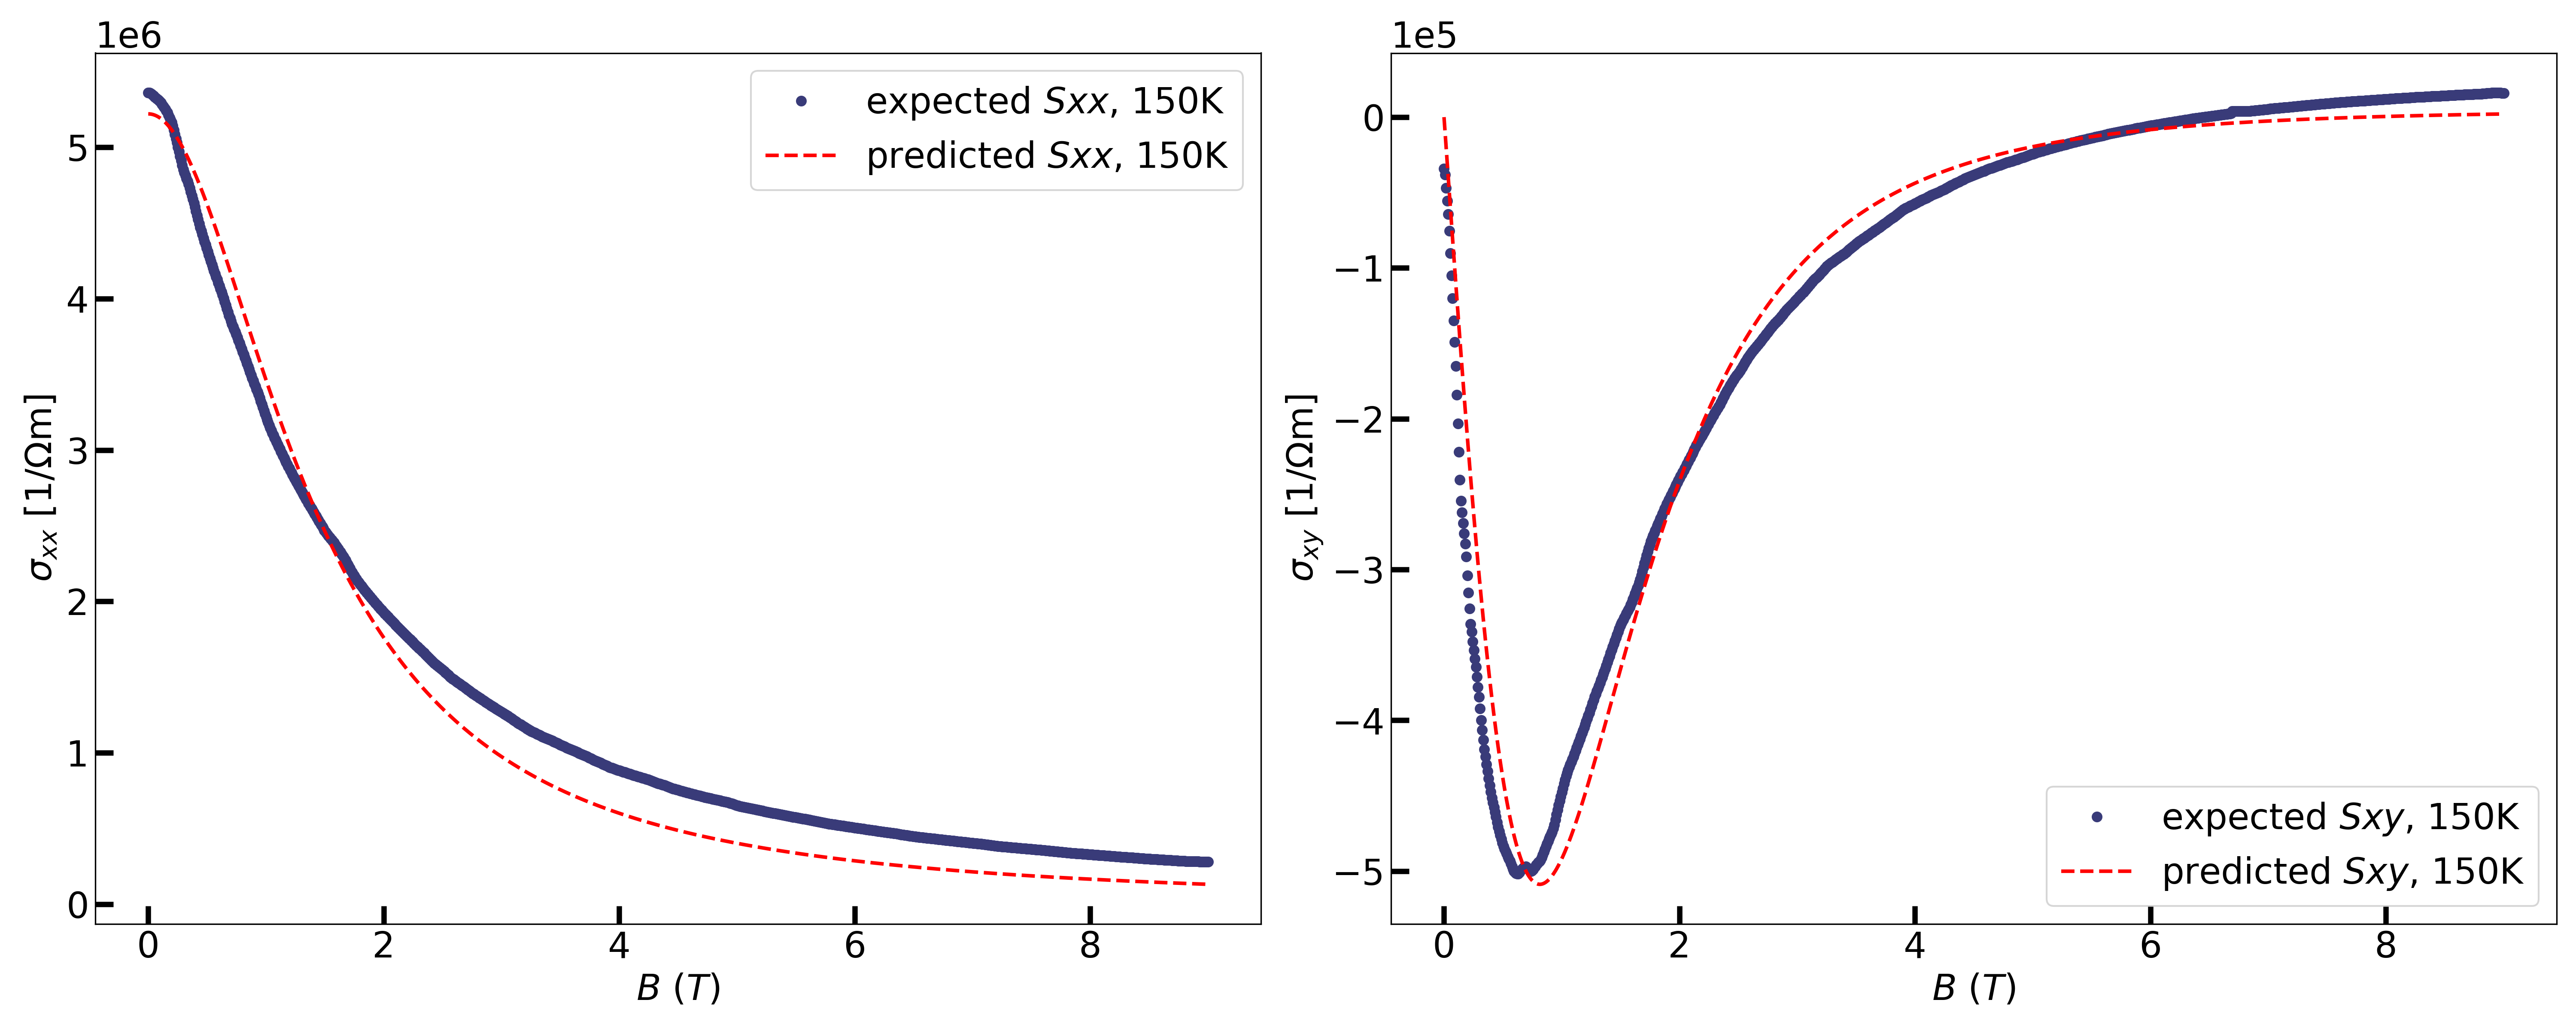 1e6
expected Sxx, 150K
predicted Sxx, 150K
5
4
3
2
1
0
σxx [1/Ωm]
0 2 4 6 8
B (T)
1e5
0
−1
−2
−3
−4
−5
σxy [1/Ωm]
expected Sxy, 150K
predicted Sxy, 150K
0 2 4 6 8
B (T)